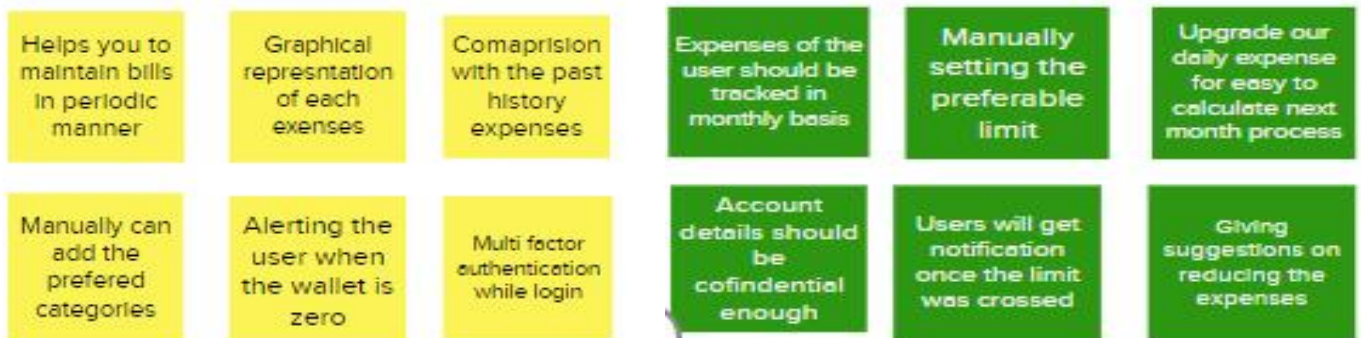 Helps you to
maintain bills
in periodic
manner
Graphical
represntation
of each
exenses
Comaprision
with the past
history
expenses
Expenses of the
user should be
tracked in
monthly basis
Manually
setting the
preferable
limit
Upgrade our
daily expense
for easy to
calculate next
month process
Manually can
add the
prefered
categories
Alerting the
user when
the wallet is
zero
Multi factor
authentication
while login
Account
details should
be
cofindential
enough
Users will get
notification
once the limit
was crossed
Giving
suggestions on
reducing the
expenses